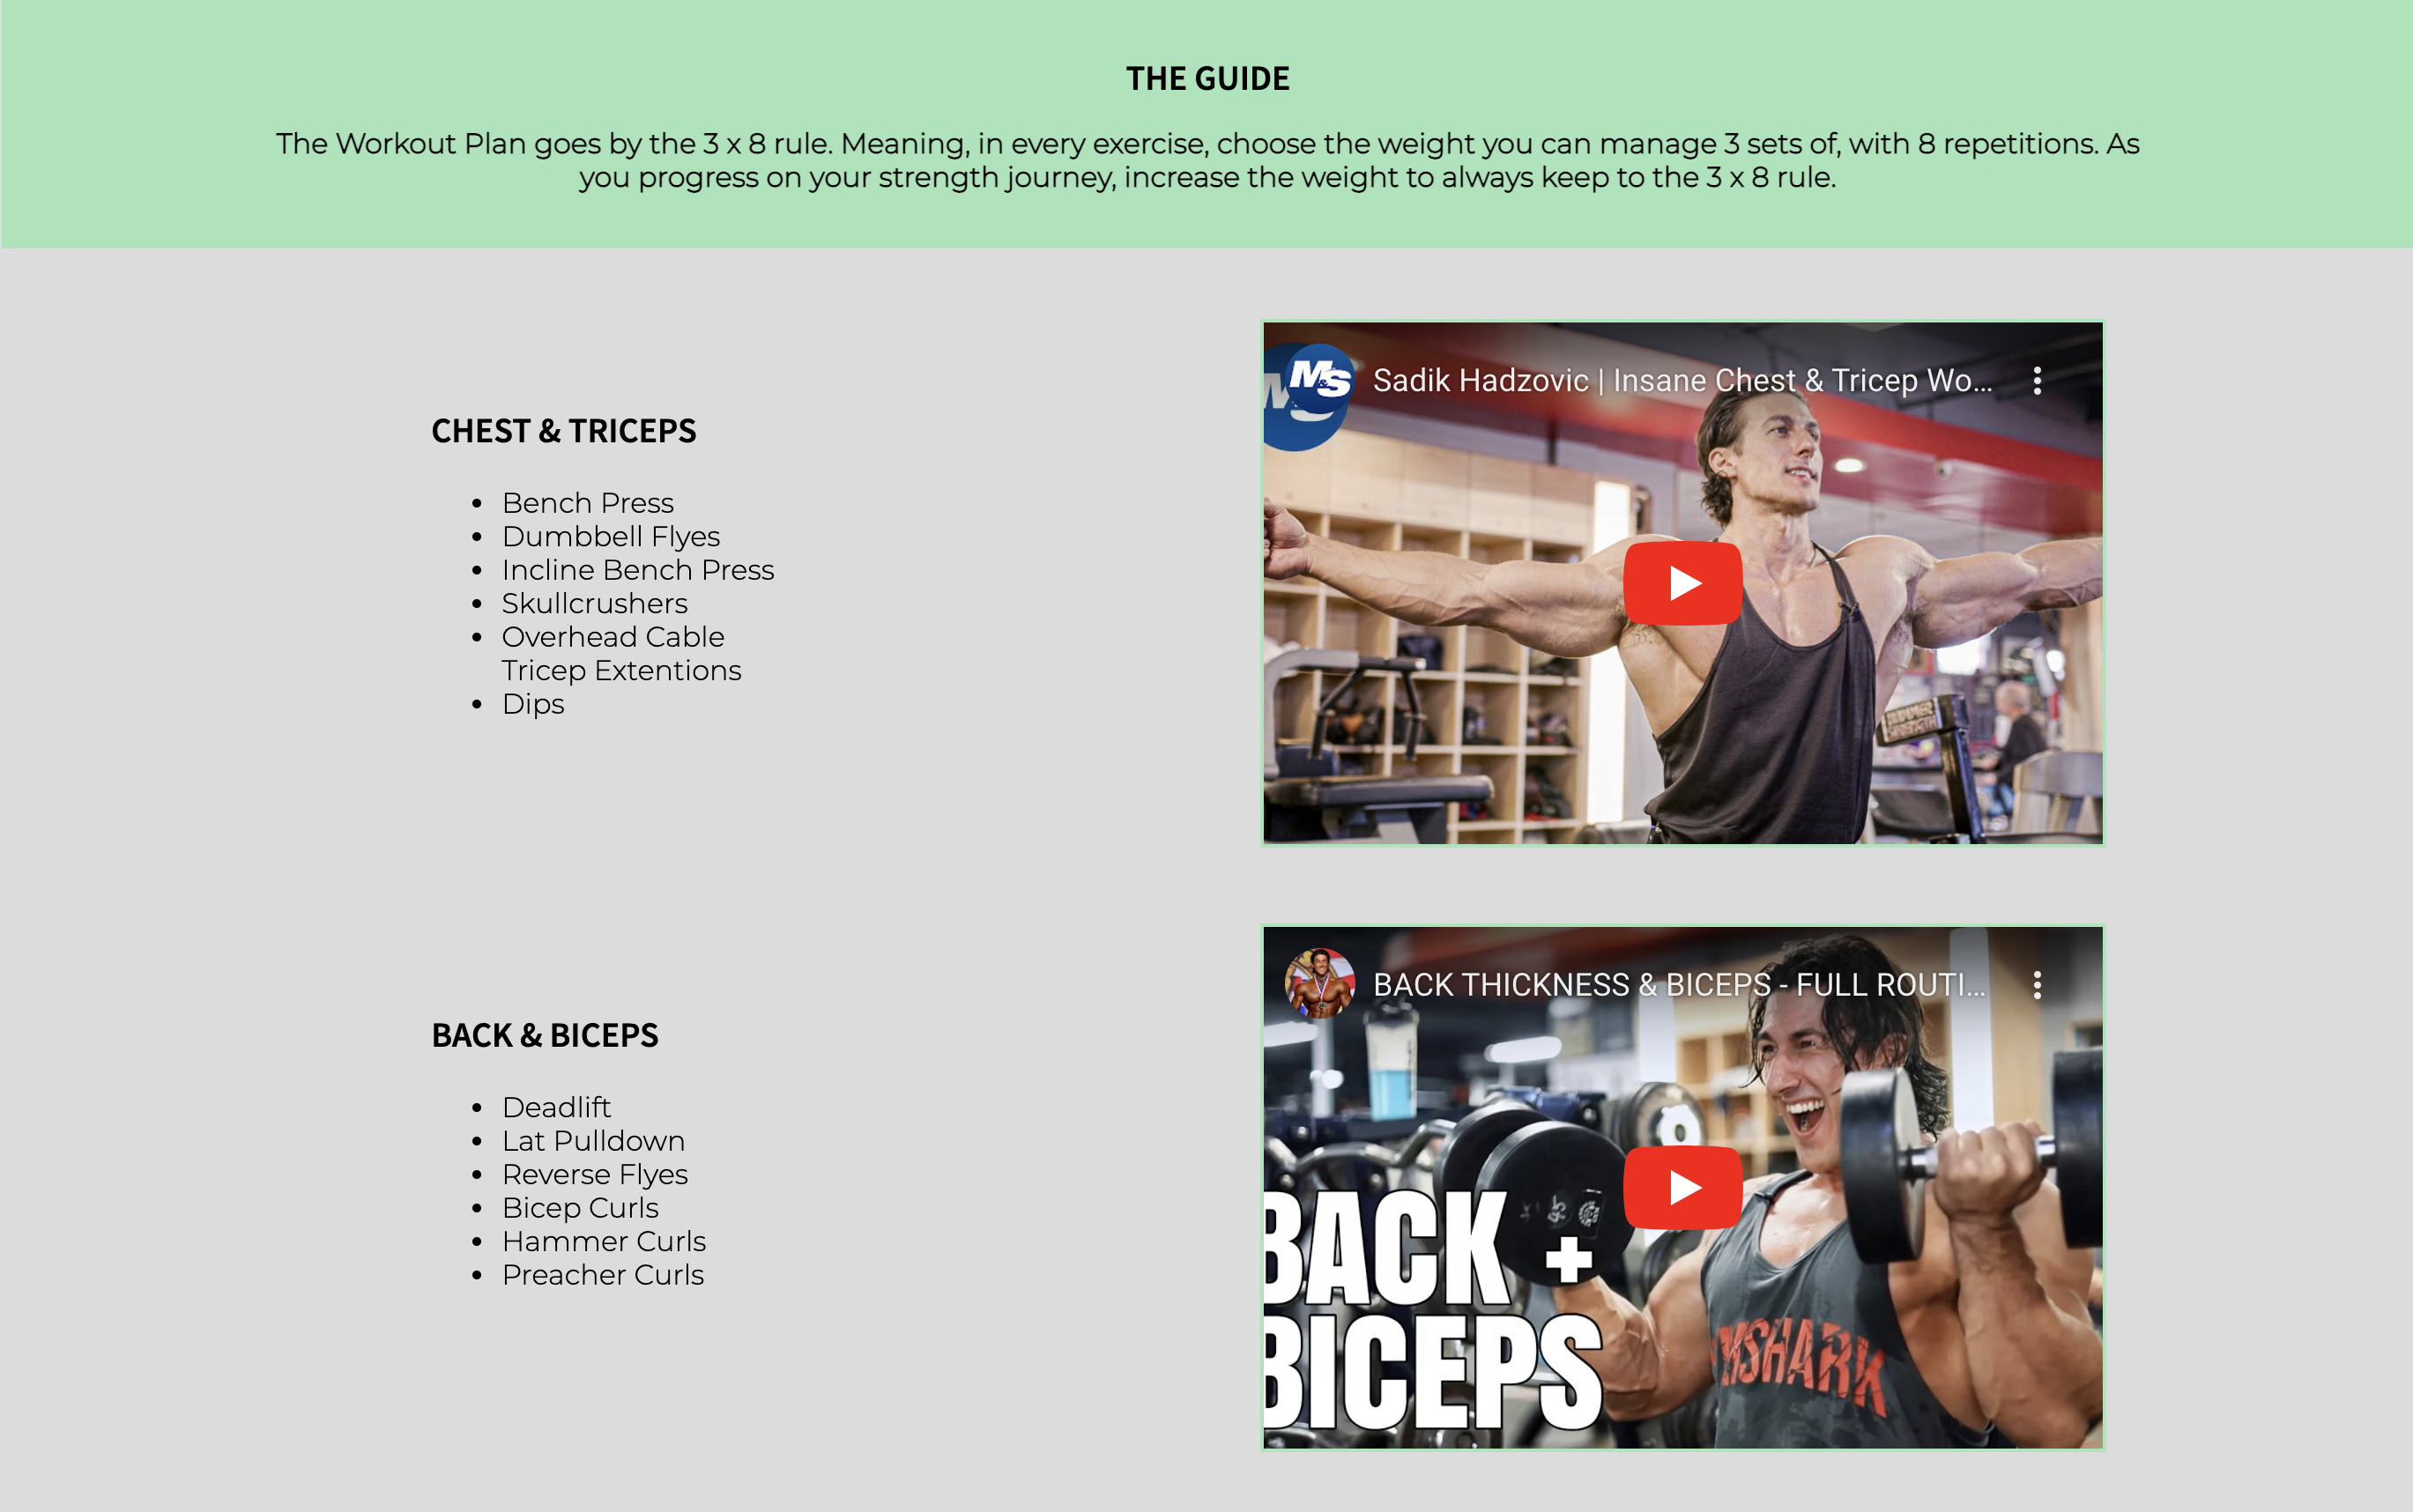 THE GUIDE
The Workout Plan goes by the 3 x 8 rule. Meaning, in every exercise, choose the weight you can manage 3 sets of, with 8 repetitions. As
you progress on your strength journey, increase the weight to always keep to the 3 x 8 rule.
M&S
Sadik Hadzovic | Insane Chest & Tricep Wo...
CHEST & TRICEPS
• Bench Press
• Dumbbell Flyes
• Incline Bench Press
• Skullcrushers
• Overhead Cable
Tricep Extentions
• Dips
BACK THICKNESS & BICEPS - FULL ROUTI...
BACK & BICEPS
• Deadlift
• Lat Pulldown
• Reverse Flyes
• Bicep Curls
• Hammer Curls
• Preacher Curls
45
BACK +
BICEPS
YMSHARK